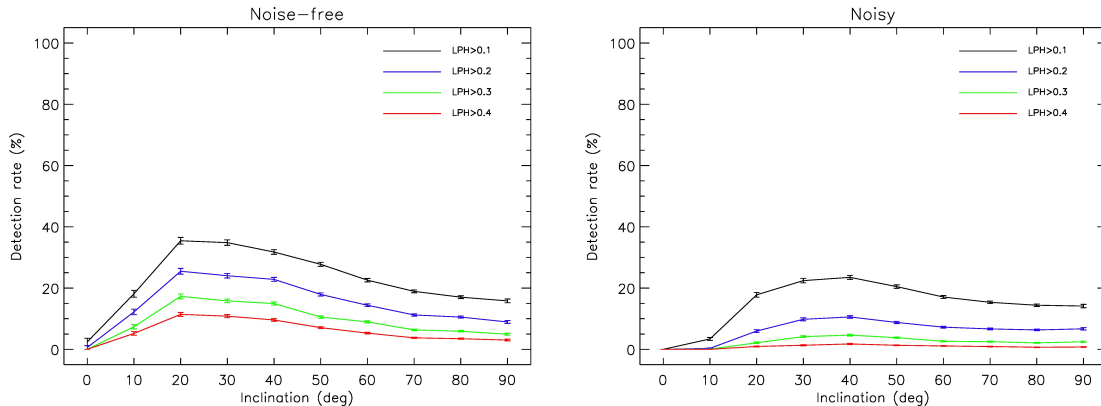 Noise-free
Detection rate (%)
100
80
60
40
20
0
LPH>0.1
LPH>0.2
LPH>0.3
LPH>0.4
0 10 20 30 40 50 60 70 80 90
Inclination (deg)
Noisy
Detection rate (%)
100
80
60
40
20
0
LPH>0.1
LPH>0.2
LPH>0.3
LPH>0.4
0 10 20 30 40 50 60 70 80 90
Inclination (deg)